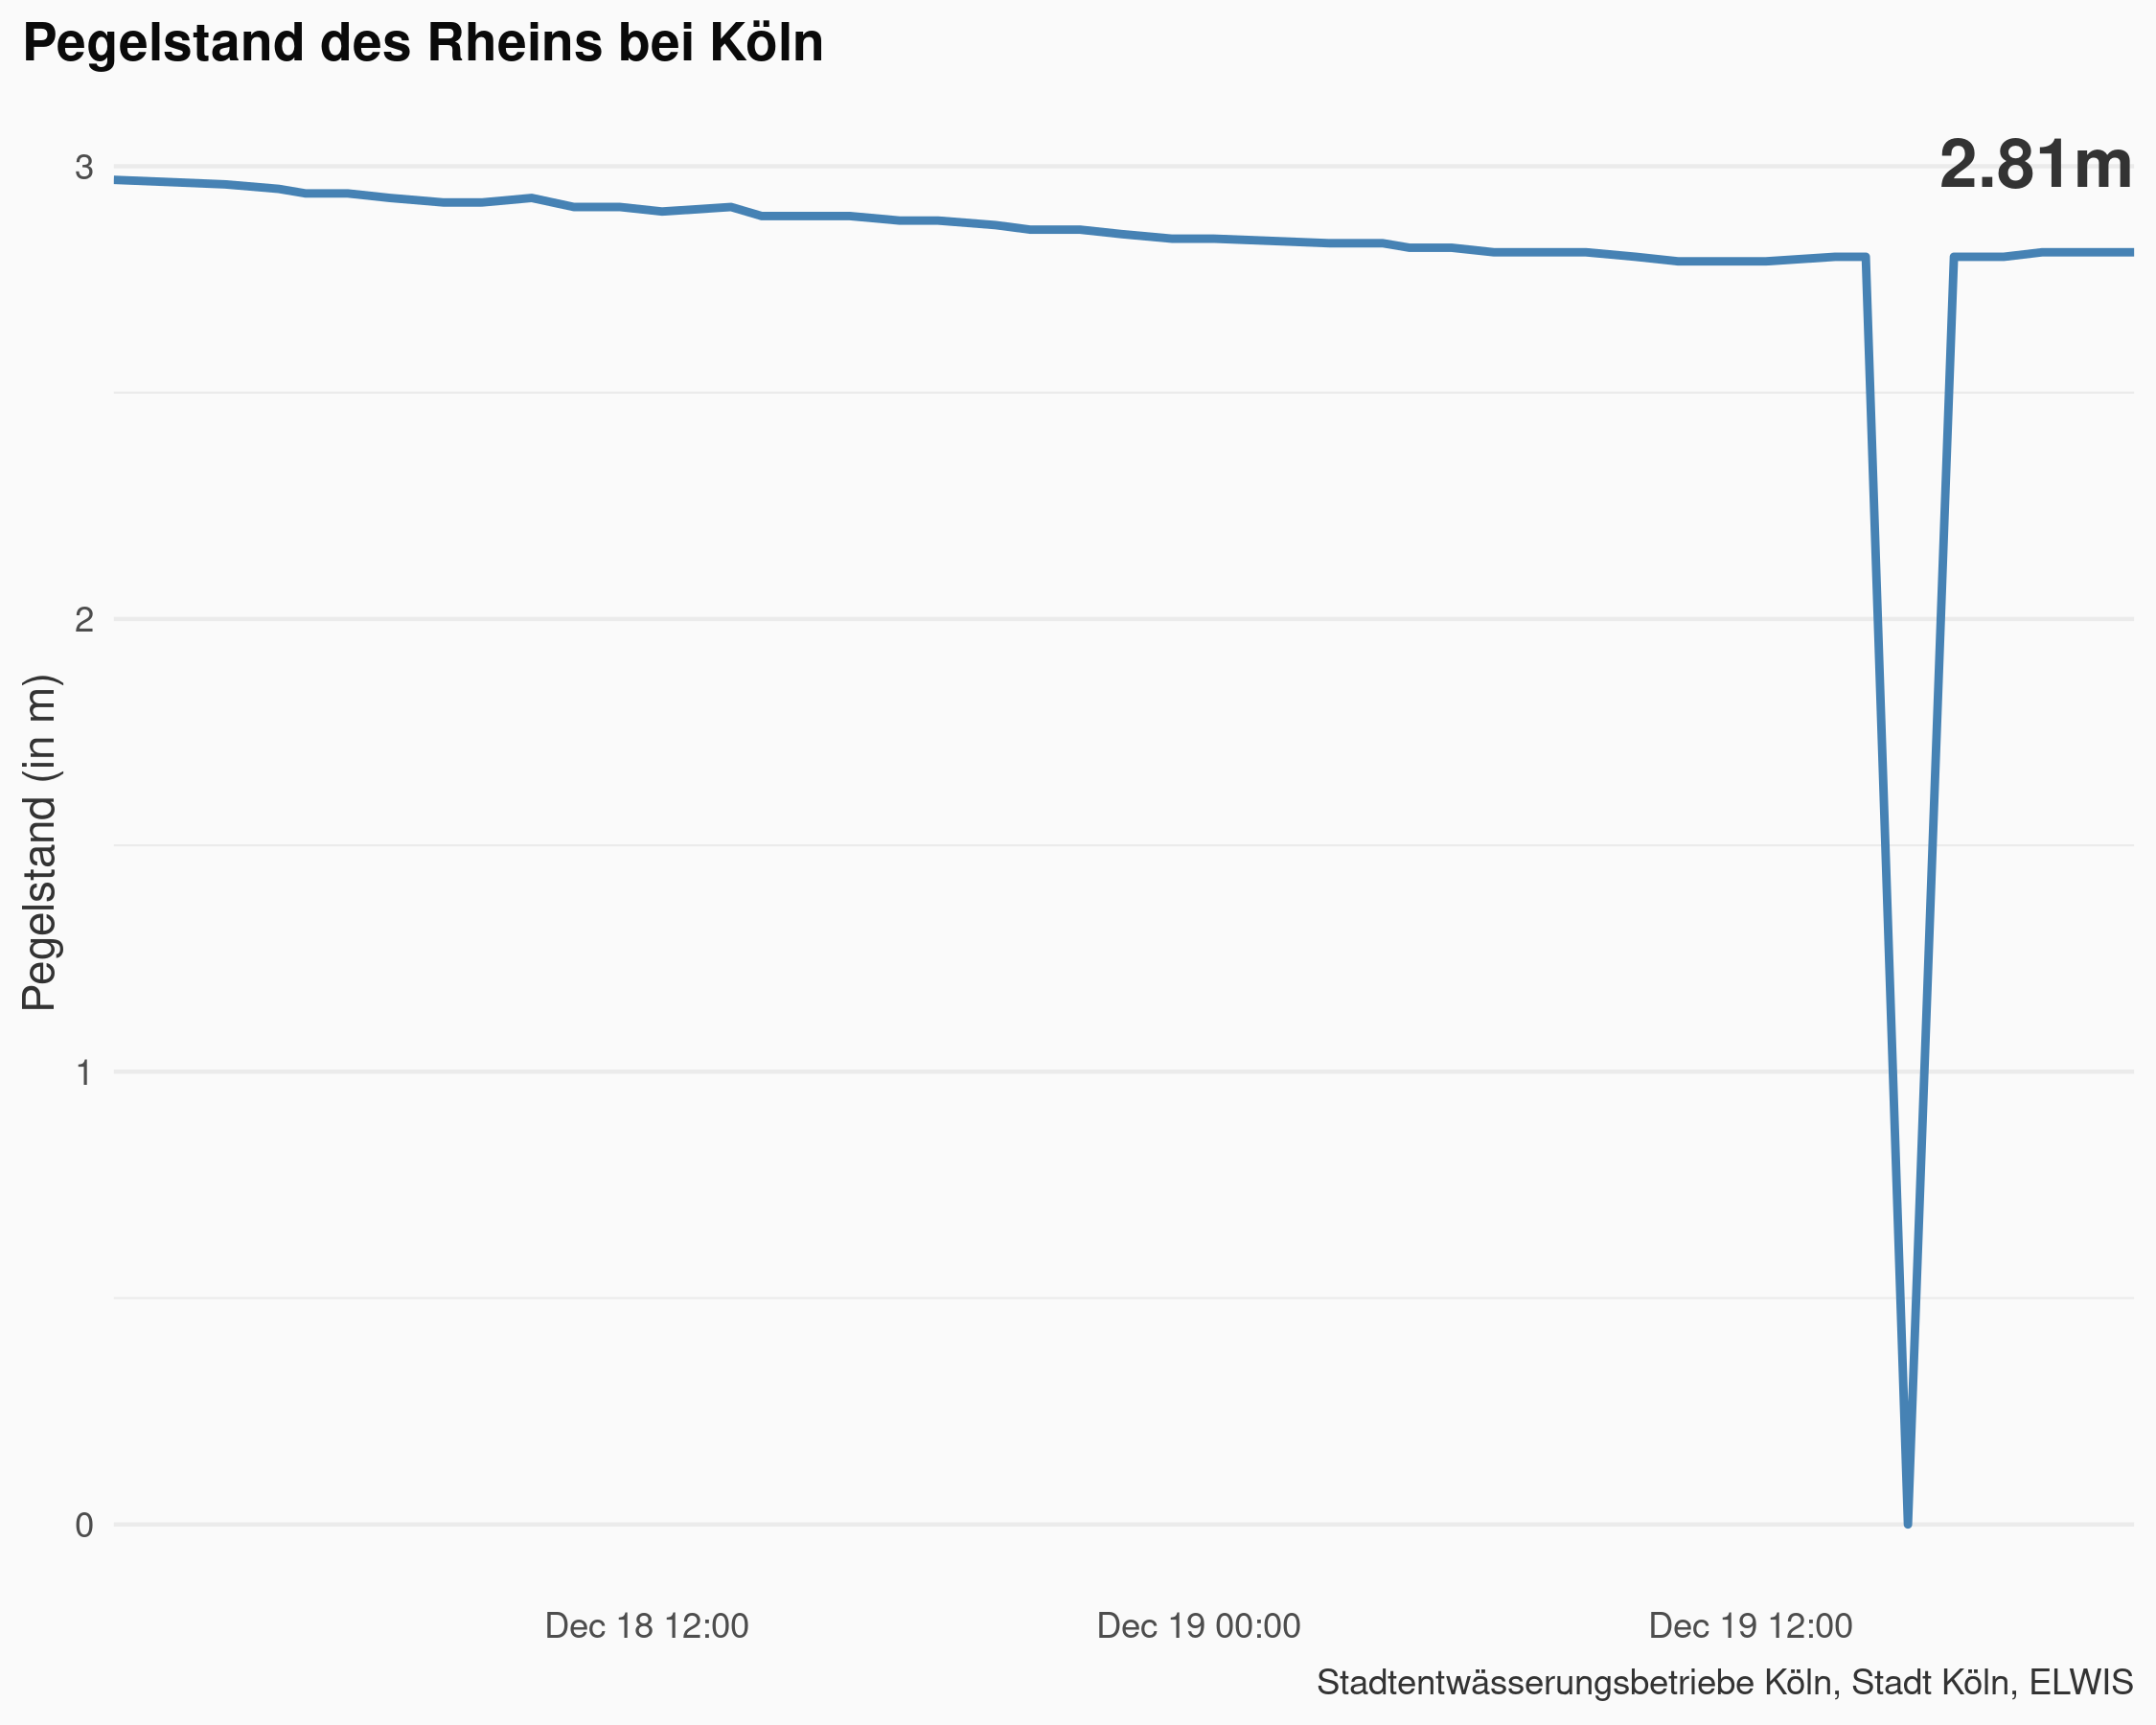 Pegelstand des Rheins bei Köln
2.81m
3
2
1
0
Pegelstand (in m)
Dec 18 12:00
Dec 19 00:00
Dec 19 12:00
Stadtentwässerungsbetriebe Köln, Stadt Köln, ELWIS